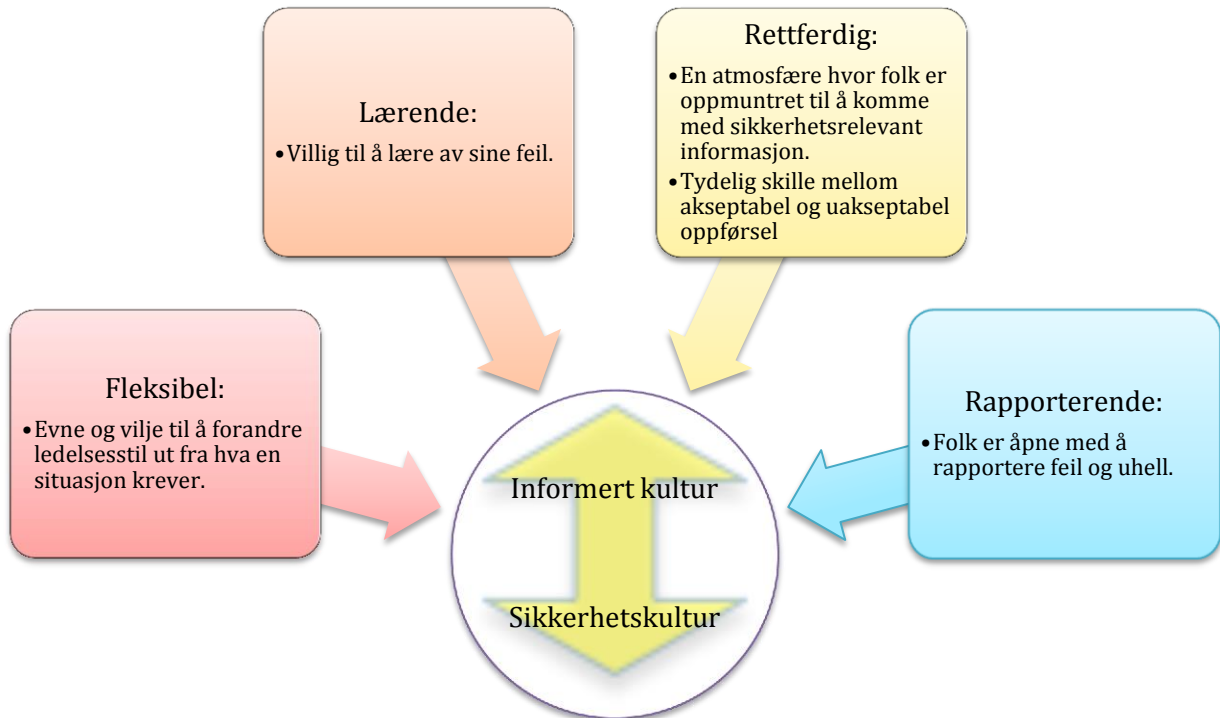 Lærende:
•Villig til å lære av sine feil.
Rettferdig:
•En atmosfære hvor folk er
oppmuntret til å komme
med sikkerhetsrelevant
informasjon.
•Tydelig skille mellom
akseptabel og uakseptabel
oppførsel
Fleksibel:
•Evne og vilje til å forandre
ledelsesstil ut fra hva en
situasjon krever.
Rapporterende:
•Folk er åpne med å
rapportere feil og uhell.
Informert kultur
Sikkerhetskultur